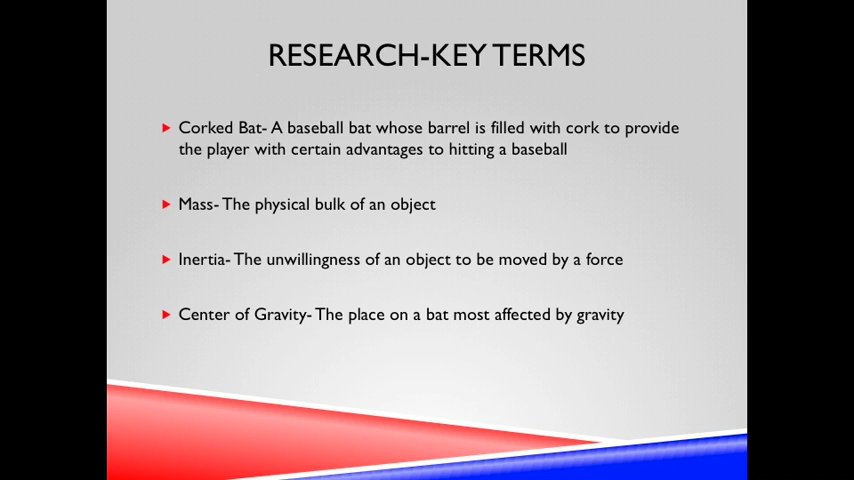 RESEARCH-KEY TERMS
Corked Bat- A baseball bat whose barrel is filled with cork to provide
the player with certain advantages to hitting a baseball
Mass- The physical bulk of an object
Inertia- The unwillingness of an object to be moved by a force
Center of Gravity- The place on a bat most affected by gravity